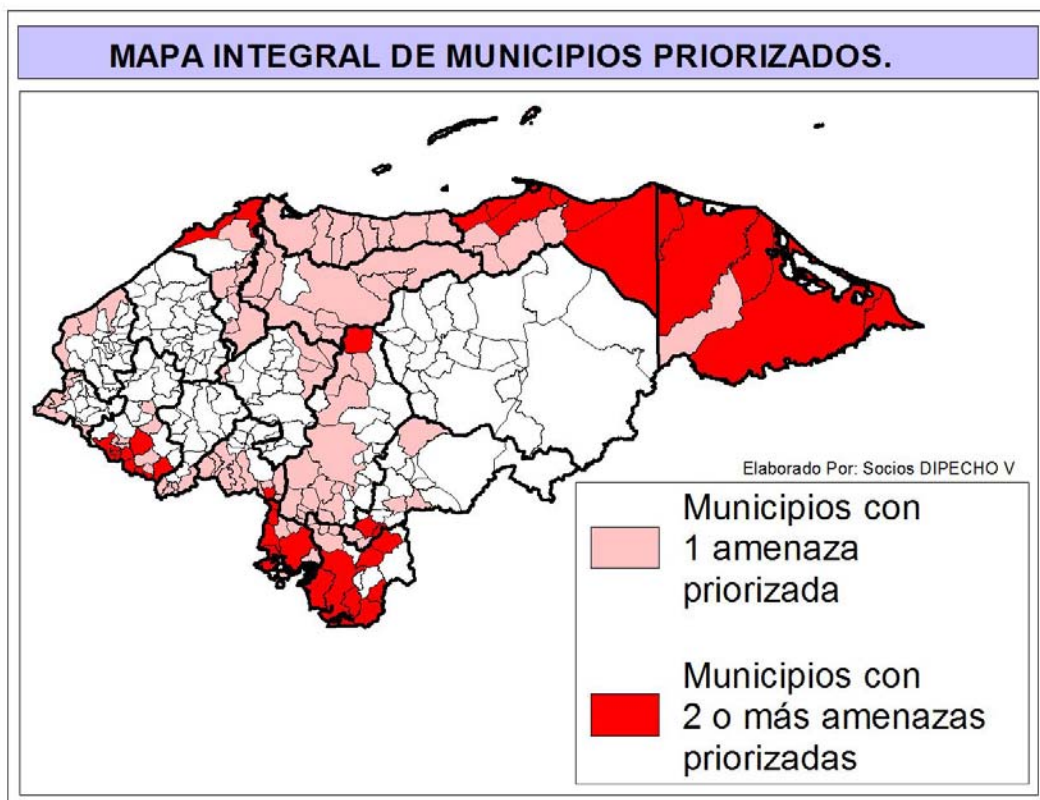 MAPA INTEGRAL DE MUNICIPIOS PRIORIZADOS.
Elaborado Por: Socios DIPECHO V
Municipios con
1 amenaza
priorizada
Municipios con
2 o más amenazas
priorizadas